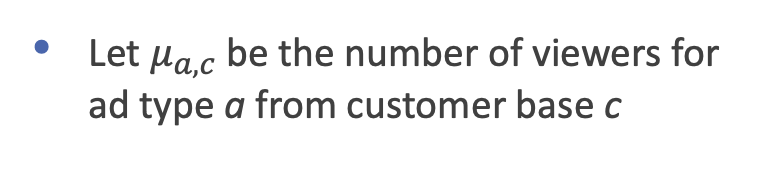 • Let μa,c be the number of viewers for
ad type a from customer base c